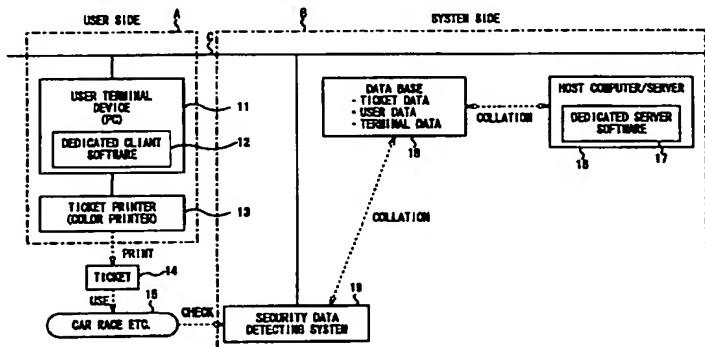 USER SIDE
A
C
B
SYSTEM SIDE
USER TERMINAL
DEVICE
(PC)
11
DEDICATED CLIENT
SOFTWARE
12
TICKET PRINTER
(COLOR PRINTER)
13
PRINT
TICKET
14
USE
15
CAR RACE ETC.
CHECK
DATA BASE
· TICKET DATA
· USER DATA
· TERMINAL DATA
18
COLLATION
HOST COMPUTER/SERVER
DEDICATED SERVER
SOFTWARE
16
17
COLLATION
19
SECURITY DATA
DETECTING SYSTEM